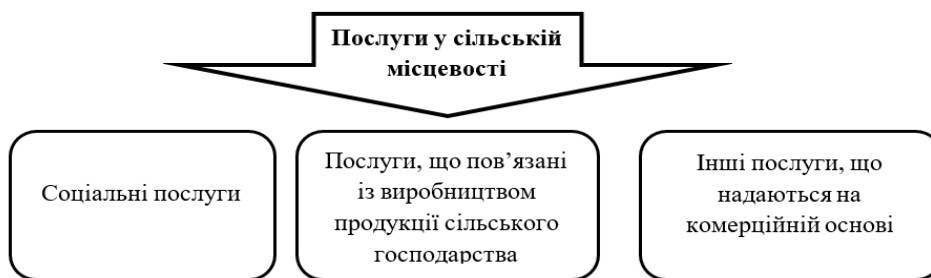 Послуги у сільській
місцевості
Соціальні послуги
Послуги, що пов’язані
із виробництвом
продукції сільського
господарства
Інші послуги, що
надаються на
комерційній основі